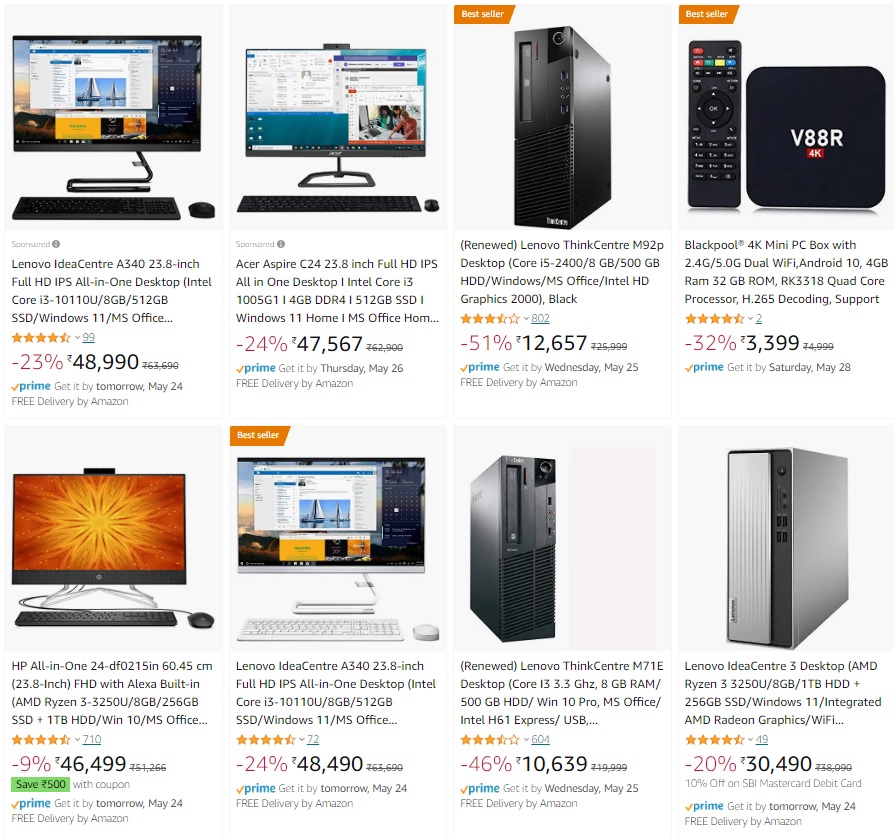 Best seller
Best seller
acer
ThinkCentre
OK
V88R
4K
Sponsored
Lenovo IdeaCentre A340 23.8-inch
Full HD IPS All-in-One Desktop (Intel
Core i3-10110U/8GB/512GB
SSD/Windows 11/MS Office...
99
-23% ₹48,990 ₹63,690
prime Get it by tomorrow, May 24
FREE Delivery by Amazon
Sponsored
Acer Aspire C24 23.8 inch Full HD IPS
All in One Desktop I Intel Core i3
1005G1 I 4GB DDR4 I 512GB SSD I
Windows 11 Home I MS Office Hom...
-24% ₹47,567 ₹62,900
prime Get it by Thursday, May 26
FREE Delivery by Amazon
(Renewed) Lenovo ThinkCentre M92p
Desktop (Core i5-2400/8 GB/500 GB
HDD/Windows/MS Office/Intel HD
Graphics 2000), Black
802
-51% ₹12,657 ₹25,999
prime Get it by Wednesday, May 25
FREE Delivery by Amazon
Blackpool® 4K Mini PC Box with
2.4G/5.0G Dual WiFi,Android 10, 4GB
Ram 32 GB ROM, RK3318 Quad Core
Processor, H.265 Decoding, Support
2
-32% ₹3,399 ₹4,999
prime Get it by Saturday, May 28
Best seller
Lenovo
HP All-in-One 24-df0215in 60.45 cm
(23.8-Inch) FHD with Alexa Built-in
(AMD Ryzen 3-3250U/8GB/256GB
SSD + 1TB HDD/Win 10/MS Office...
710
-9% ₹46,499 ₹51,266
Save ₹500 with coupon
prime Get it by tomorrow, May 24
FREE Delivery by Amazon
Lenovo IdeaCentre A340 23.8-inch
Full HD IPS All-in-One Desktop (Intel
Core i3-10110U/8GB/512GB
SSD/Windows 11/MS Office...
72
-24% ₹48,490 ₹63,690
prime Get it by tomorrow, May 24
FREE Delivery by Amazon
(Renewed) Lenovo ThinkCentre M71E
Desktop (Core I3 3.3 Ghz, 8 GB RAM/
500 GB HDD/ Win 10 Pro, MS Office/
Intel H61 Express/ USB,...
604
-46% ₹10,639 ₹19,999
prime Get it by Wednesday, May 25
FREE Delivery by Amazon
Lenovo IdeaCentre 3 Desktop (AMD
Ryzen 3 3250U/8GB/1TB HDD +
256GB SSD/Windows 11/Integrated
AMD Radeon Graphics/WiFi...
49
-20% ₹30,490 ₹38,090
10% Off on SBI Mastercard Debit Card
prime Get it by tomorrow, May 24
FREE Delivery by Amazon